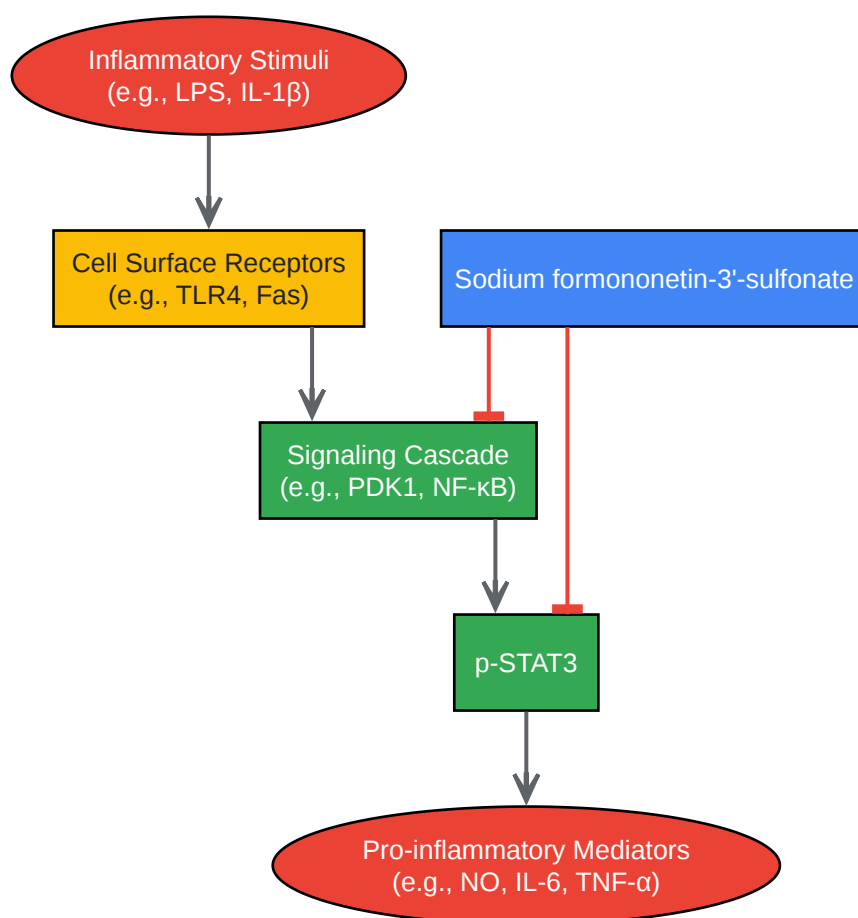 Inflammatory Stimuli
(e.g., LPS, IL-1β)
Cell Surface Receptors
(e.g., TLR4, Fas)
Sodium formononetin-3'-sulfonate
Signaling Cascade
(e.g., PDK1, NF-κB)
p-STAT3
Pro-inflammatory Mediators
(e.g., NO, IL-6, TNF-α)